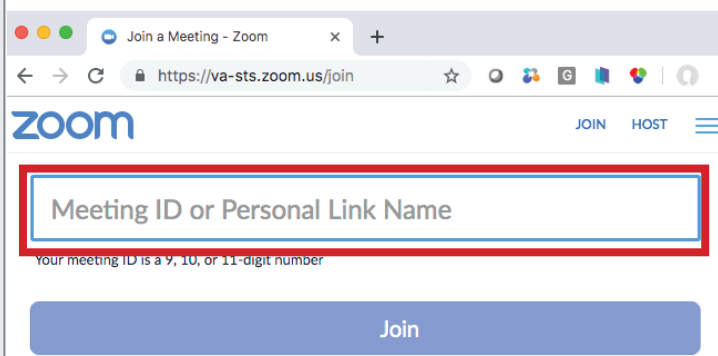 Join a Meeting - Zoom
https://va-sts.zoom.us/join
G
zoom
JOIN HOST
Meeting ID or Personal Link Name
Your meeting ID is a 9, 10, or 11-digit number
Join